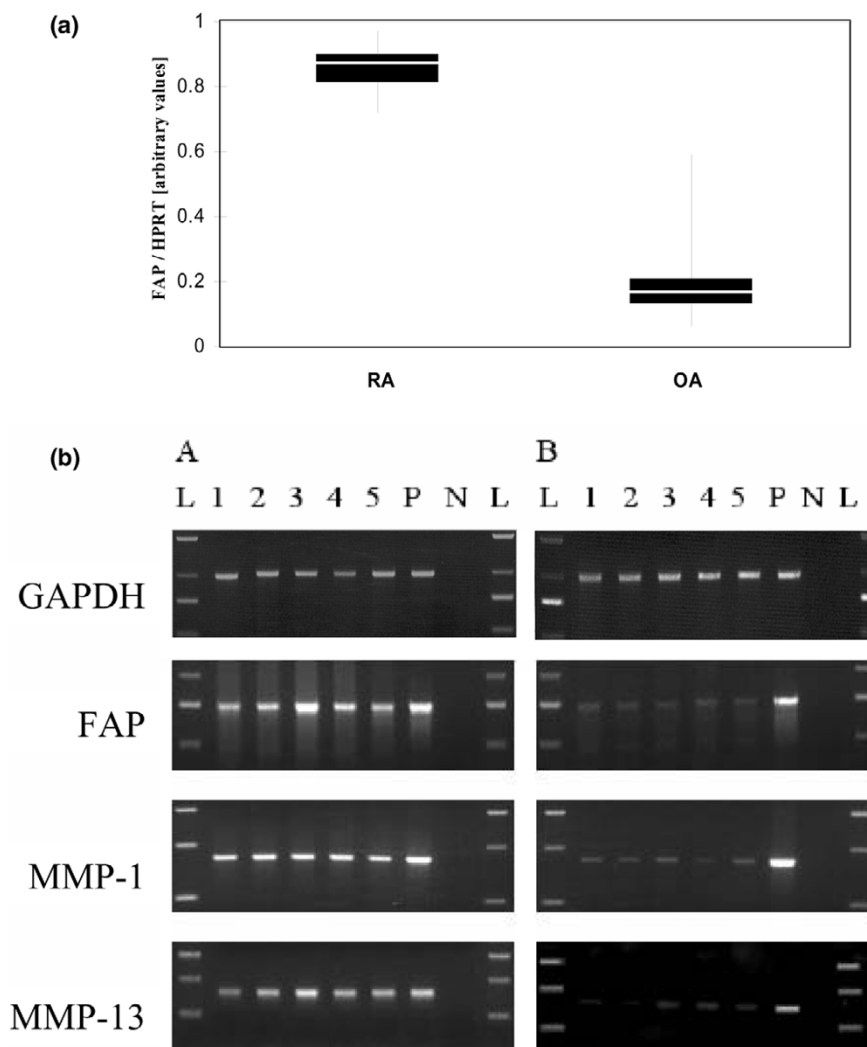 (a)
FAP / HPRT [arbitrary values]
1
0.8
0.6
0.4
0.2
0
RA
OA
(b)
A
B
L 1 2 3 4 5 P N L
L 1 2 3 4 5 P N L
GAPDH
FAP
MMP-1
MMP-13